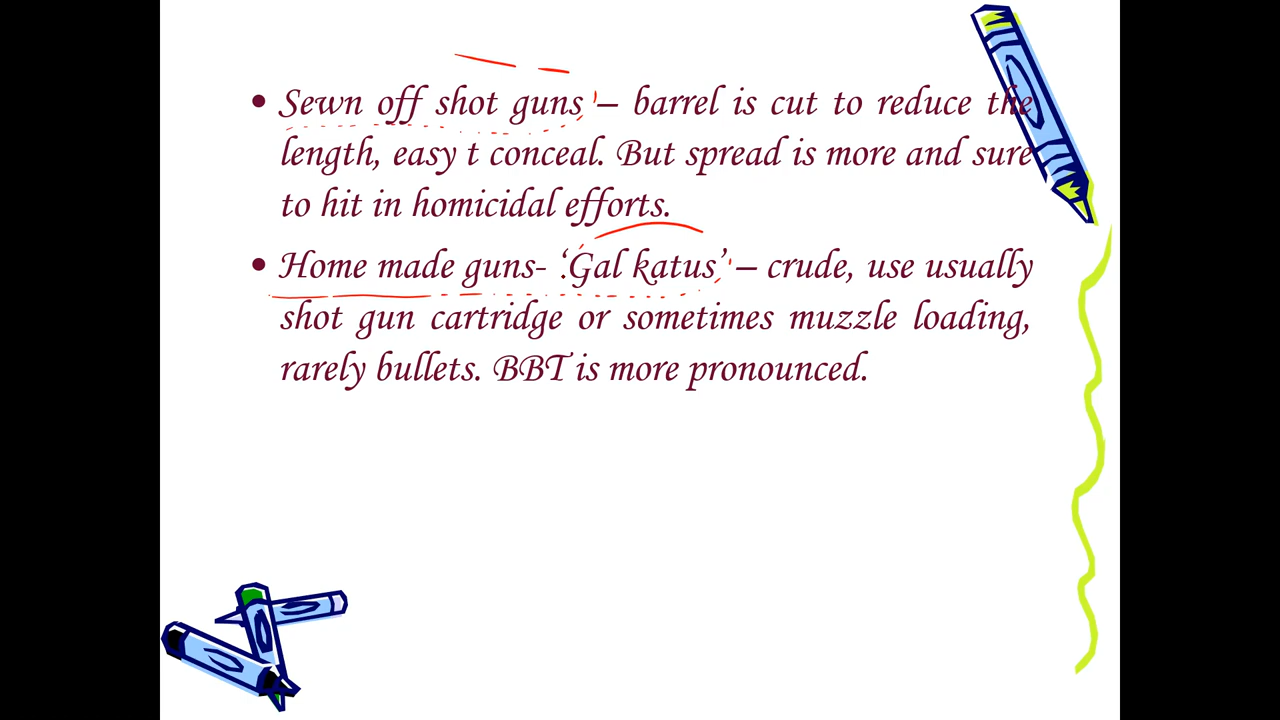 • Sewn off shot guns – barrel is cut to reduce the
length, easy t conceal. But spread is more and sure
to hit in homicidal efforts.
• Home made guns- ‘Gal katus’ – crude, use usually
shot gun cartridge or sometimes muzzle loading,
rarely bullets. BBT is more pronounced.